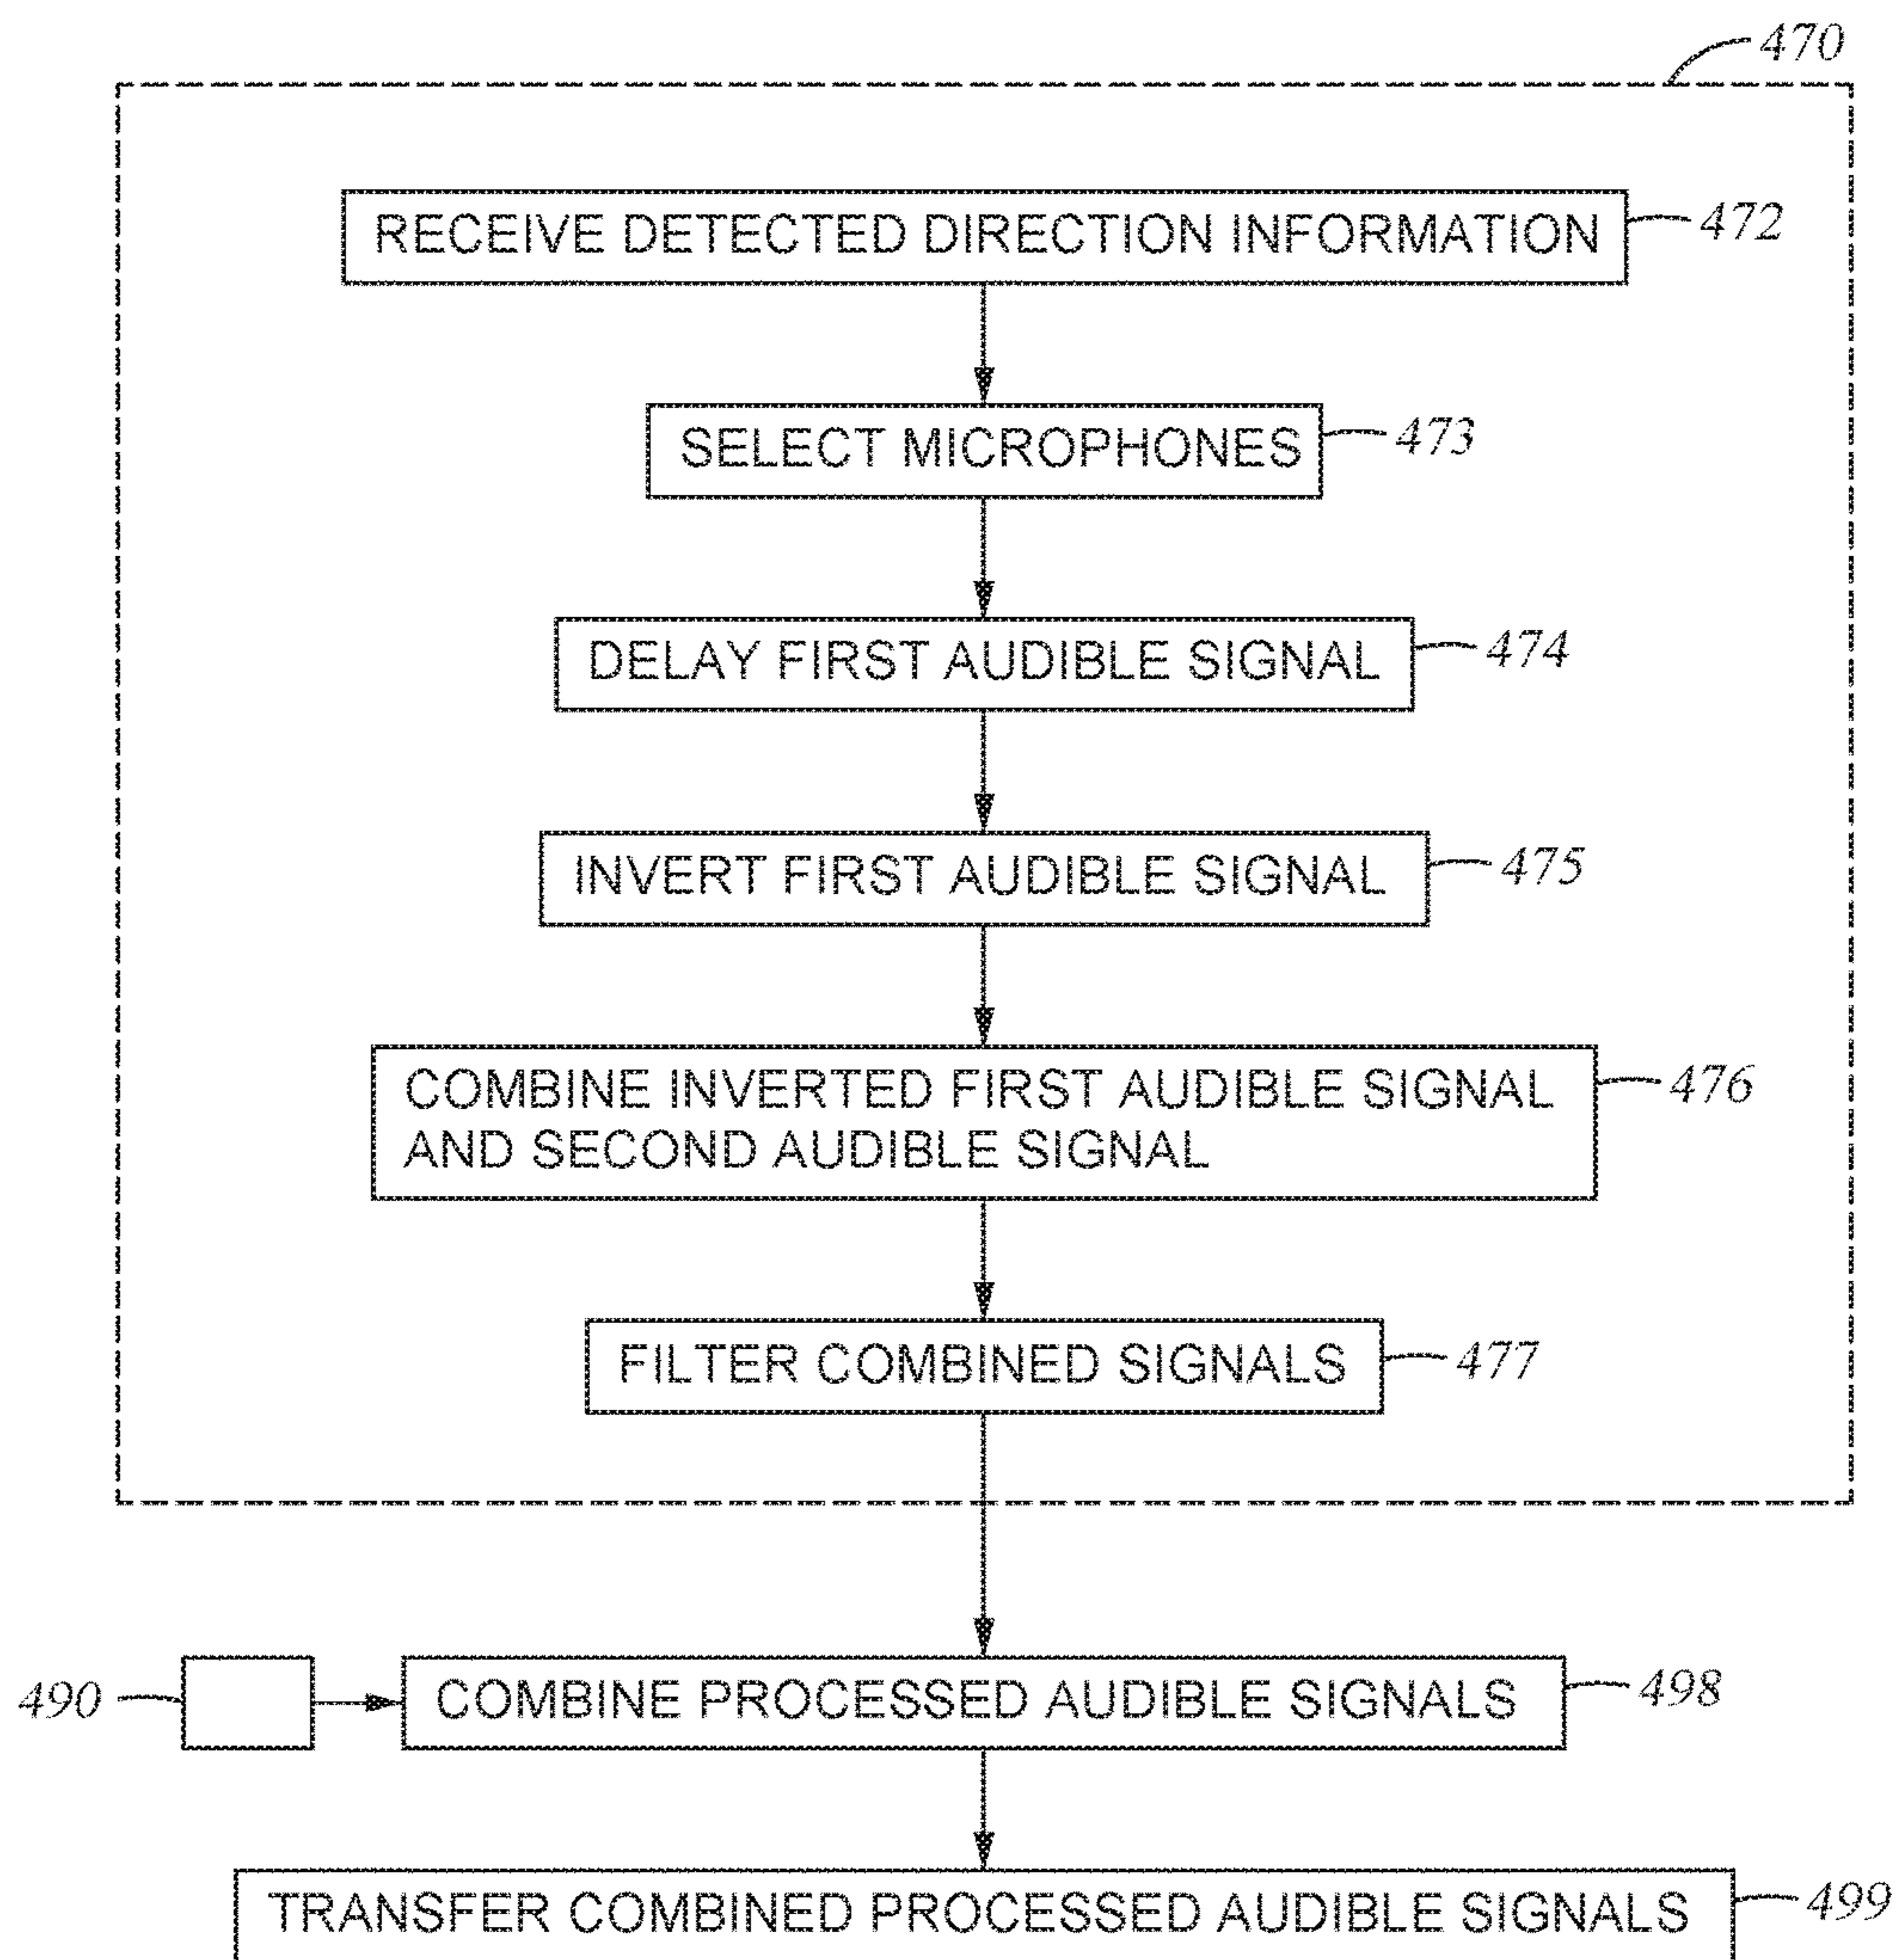 470
RECEIVE DETECTED DIRECTION INFORMATION 472
SELECT MICROPHONES 473
DELAY FIRST AUDIBLE SIGNAL 474
INVERT FIRST AUDIBLE SIGNAL 475
COMBINE INVERTED FIRST AUDIBLE SIGNAL 476
AND SECOND AUDIBLE SIGNAL
FILTER COMBINED SIGNALS 477
490 COMBINE PROCESSED AUDIBLE SIGNALS 498
TRANSFER COMBINED PROCESSED AUDIBLE SIGNALS 499